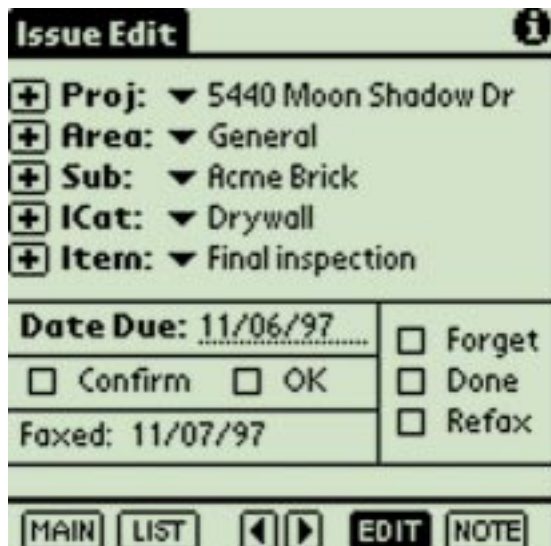 Issue Edit
Proj: 5440 Moon Shadow Dr
Area: General
Sub: Acme Brick
ICat: Drywall
Item: Final inspection
Date Due: 11/06/97
Forget
Confirm OK
Done
Faxed: 11/07/97
Refax
MAIN LIST EDIT NOTE